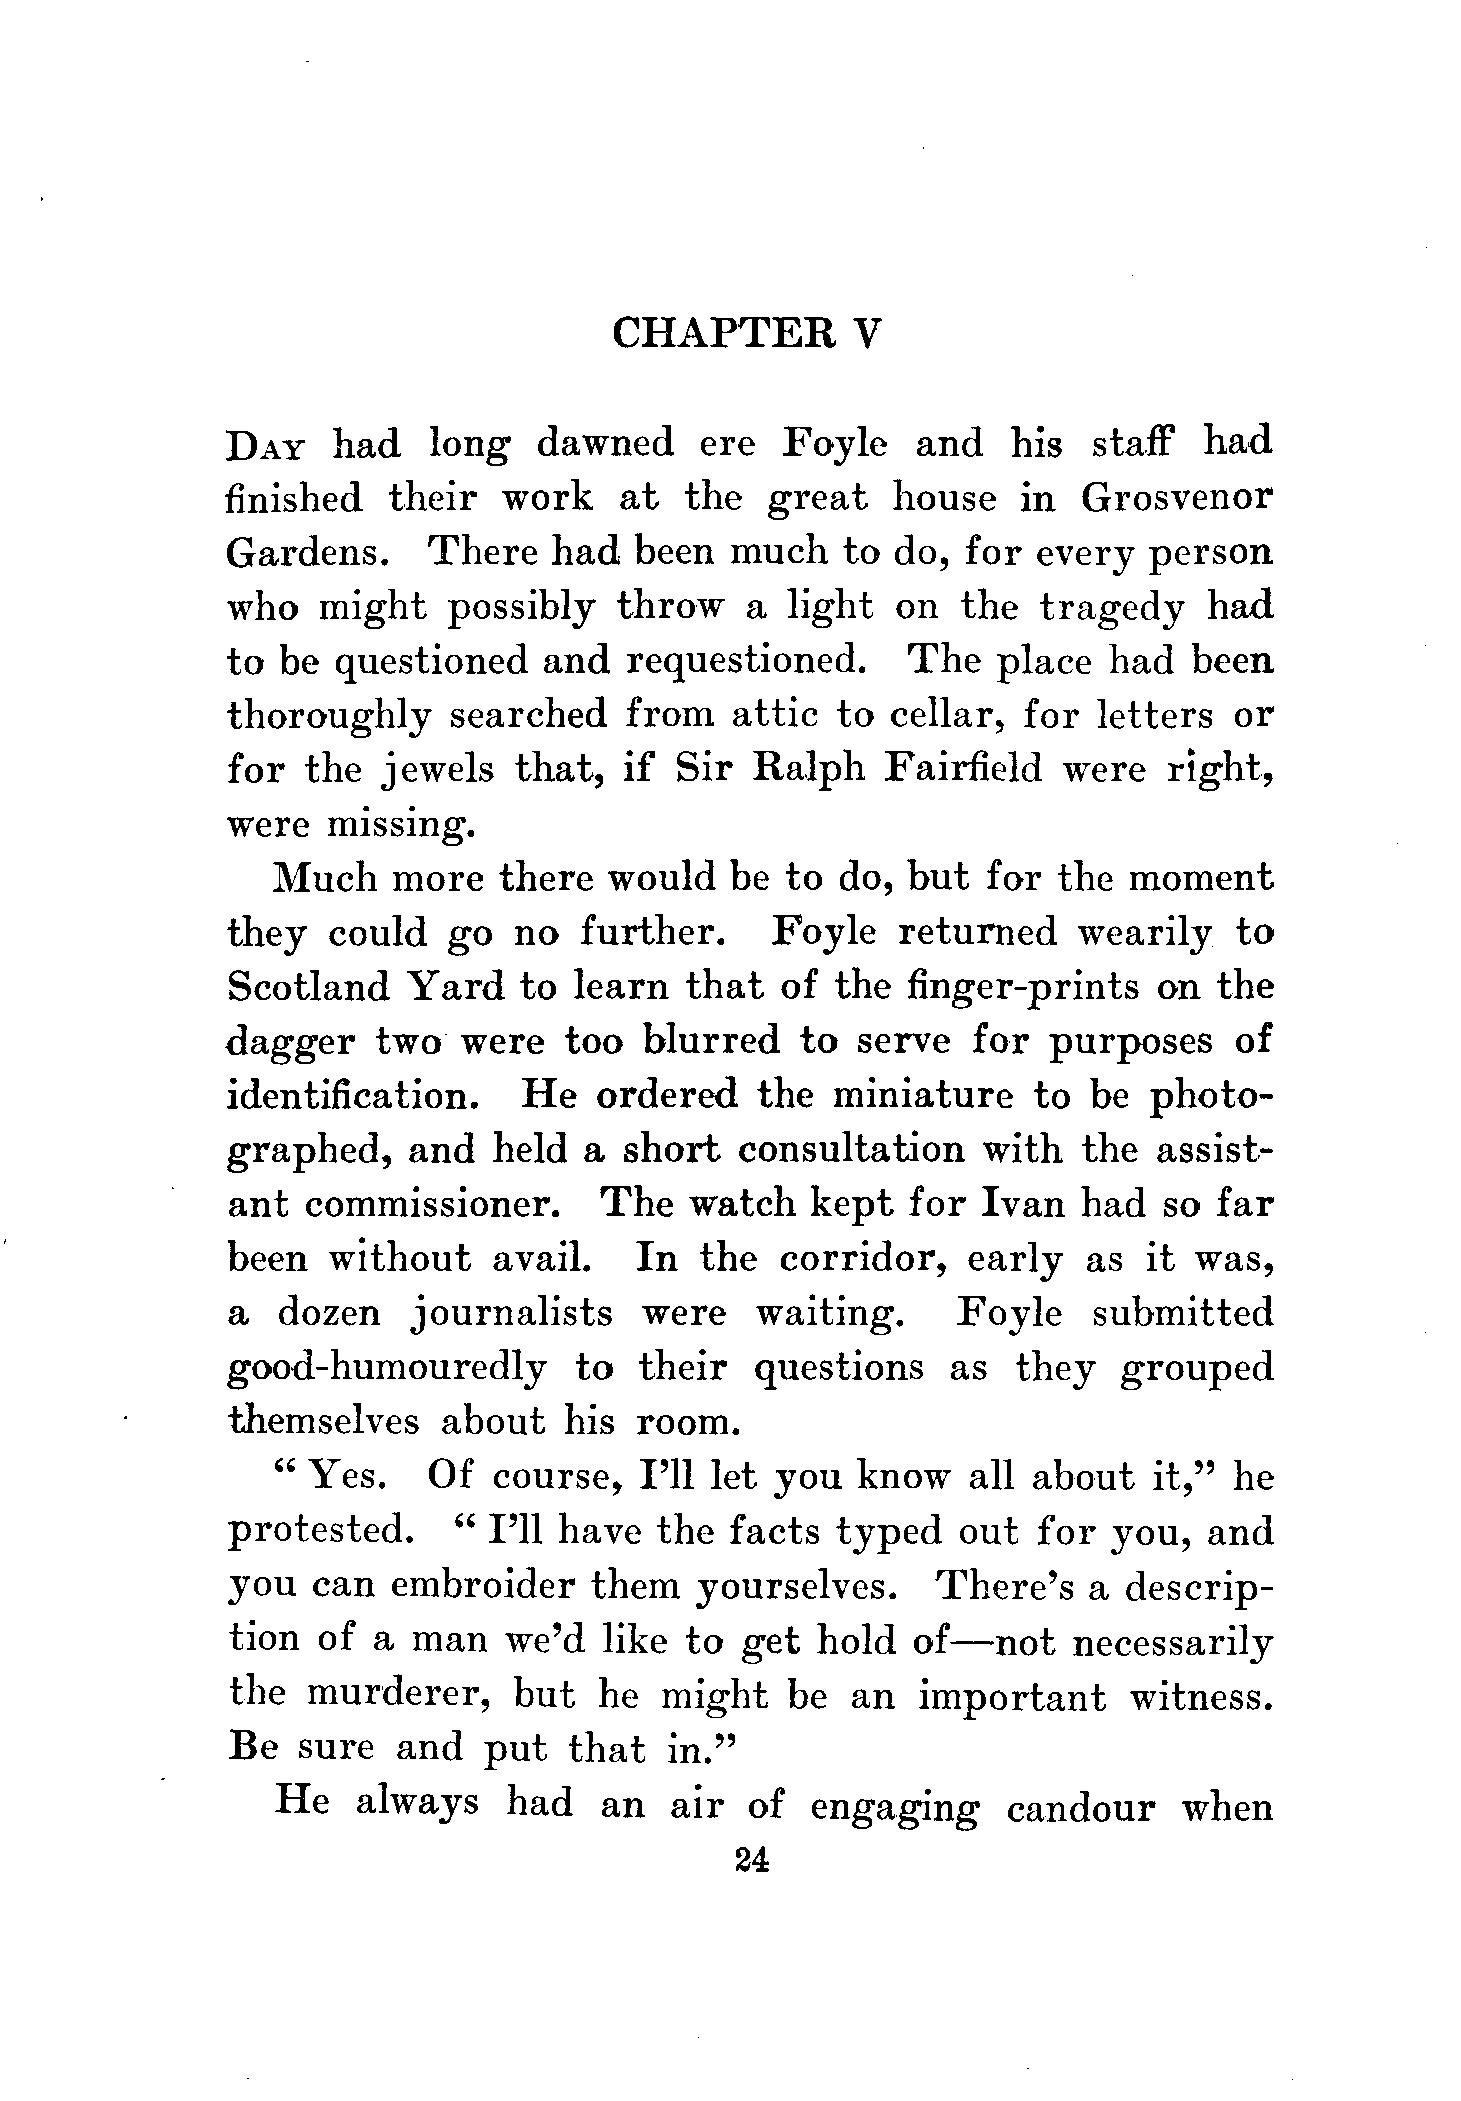 CHAPTER V
DAY had long dawned ere Foyle and his staff had
finished their work at the great house in Grosvenor
Gardens. There had been much to do, for every person
who might possibly throw a light on the tragedy had
to be questioned and requestioned. The place had been
thoroughly searched from attic to cellar, for letters or
for the jewels that, if Sir Ralph Fairfield were right,
were missing.
Much more there would be to do, but for the moment
they could go no further. Foyle returned wearily to
Scotland Yard to learn that of the finger-prints on the
dagger two were too blurred to serve for purposes of
identification. He ordered the miniature to be photo-
graphed, and held a short consultation with the assist-
ant commissioner. The watch kept for Ivan had so far
been without avail. In the corridor, early as it was,
a dozen journalists were waiting. Foyle submitted
good-humouredly to their questions as they grouped
themselves about his room.
“ Yes. Of course, I’ll let you know all about it,” he
protested. “ I’ll have the facts typed out for you, and
you can embroider them yourselves. There’s a descrip-
tion of a man we’d like to get hold of—not necessarily
the murderer, but he might be an important witness.
Be sure and put that in.”
He always had an air of engaging candour when
24